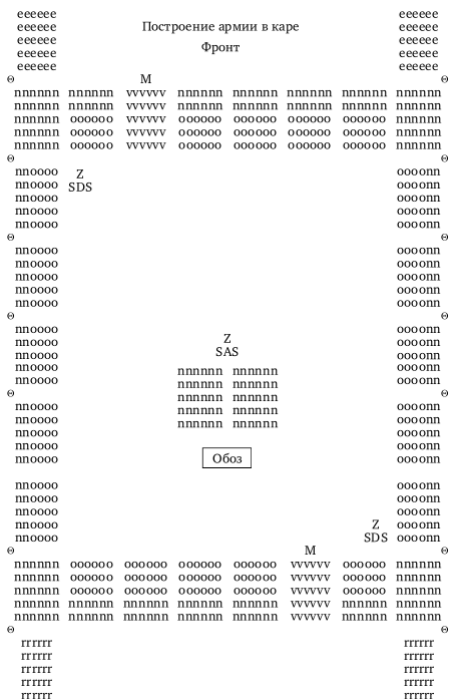 eeeeee eeeeee
eeeeee Построение армии в каре eeeeee
eeeeee eeeeee
Фронт
eeeeee eeeeee
eeeeee eeeeee
Θ M Θ
nnnnnn nnnnnn vvvvvv nnnnnn nnnnnn nnnnnn nnnnnn nnnnnn
nnnnnn nnnnnn vvvvvv nnnnnn nnnnnn nnnnnn nnnnnn nnnnnn
nnnnnn oooooo vvvvvv oooooo oooooo oooooo oooooo nnnnnn
nnnnnn oooooo vvvvvv oooooo oooooo oooooo oooooo nnnnnn
nnnnnn oooooo vvvvvv oooooo oooooo oooooo oooooo nnnnnn
Θ Θ
nnoooo Z oooonn
nnoooo SDS oooonn
nnoooo oooonn
nnoooo oooonn
nnoooo oooonn
Θ Θ
nnoooo oooonn
nnoooo oooonn
nnoooo oooonn
nnoooo oooonn
nnoooo oooonn
Θ Θ
nnoooo oooonn
nnoooo Z oooonn
nnoooo SAS oooonn
nnoooo nnnnnn nnnnnn oooonn
nnoooo nnnnnn nnnnnn oooonn
Θ nnnnnn nnnnnn Θ
nnoooo nnnnnn nnnnnn oooonn
nnoooo nnnnnn nnnnnn oooonn
nnoooo oooonn
nnoooo oooonn
nnoooo Обоз oooonn
nnoooo oooonn
nnoooo oooonn
nnoooo oooonn
nnoooo Z oooonn
nnoooo SDS oooonn
Θ M Θ
nnnnnn oooooo oooooo oooooo oooooo vvvvvv oooooo nnnnnn
nnnnnn oooooo oooooo oooooo oooooo vvvvvv oooooo nnnnnn
nnnnnn oooooo oooooo oooooo oooooo vvvvvv oooooo nnnnnn
nnnnnn nnnnnn nnnnnn nnnnnn nnnnnn vvvvvv nnnnnn nnnnnn
nnnnnn nnnnnn nnnnnn nnnnnn nnnnnn vvvvvv nnnnnn nnnnnn
Θ Θ
rrrrrr rrrrrr
rrrrrr rrrrrr
rrrrrr rrrrrr
rrrrrr rrrrrr
rrrrrr rrrrrr